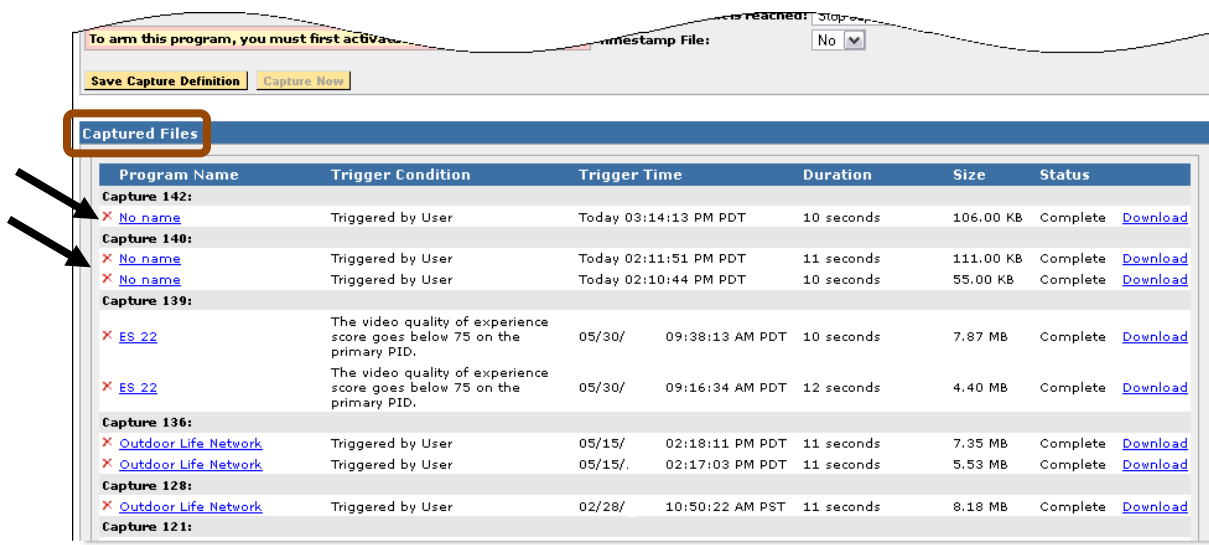 is reached:
To arm this program, you must first
Timestamp File: No
Save Capture Definition Capture Now
Captured Files
Program Name Trigger Condition Trigger Time Duration Size Status
Capture 142:
No name Triggered by User Today 03:14:13 PM PDT 10 seconds 106.00 KB Complete Download
Capture 140:
No name Triggered by User Today 02:11:51 PM PDT 11 seconds 111.00 KB Complete Download
No name Triggered by User Today 02:10:44 PM PDT 10 seconds 55.00 KB Complete Download
Capture 139:
The video quality of experience
ES 22 score goes below 75 on the 05/30/ 09:38:13 AM PDT 10 seconds 7.87 MB Complete Download
primary PID.
The video quality of experience
ES 22 score goes below 75 on the 05/30/ 09:16:34 AM PDT 12 seconds 4.40 MB Complete Download
primary PID.
Capture 136:
Outdoor Life Network Triggered by User 05/15/ 02:18:11 PM PDT 11 seconds 7.35 MB Complete Download
Outdoor Life Network Triggered by User 05/15/. 02:17:03 PM PDT 11 seconds 5.53 MB Complete Download
Capture 128:
Outdoor Life Network Triggered by User 02/28/ 10:50:22 AM PST 11 seconds 8.18 MB Complete Download
Capture 121: